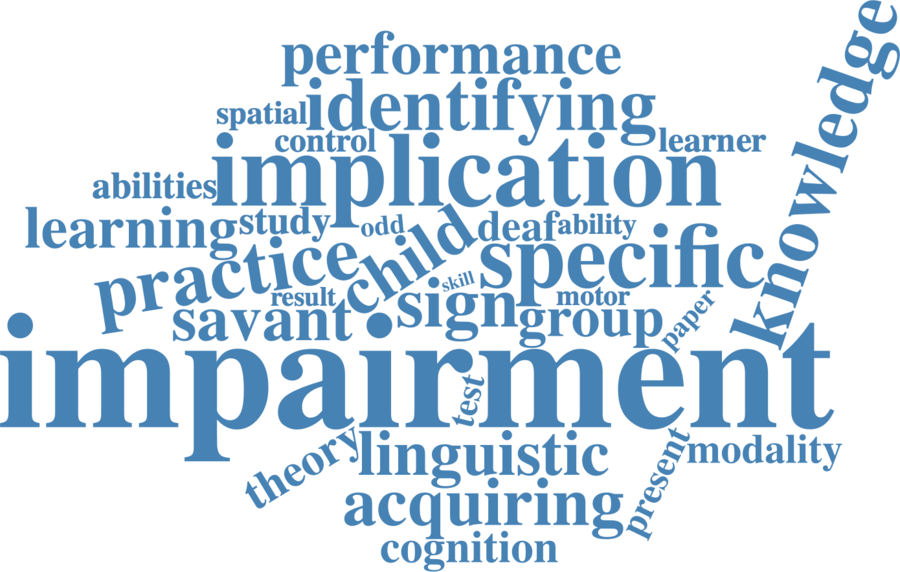 performance
knowledge
spatial
identifying
control
learner
implication
abilities
learning
study
odd
child
deaf
ability
practice
specific
skill
result
sign
motor
savant
group
paper
impairment
test
theory
linguistic
present
modality
acquiring
cognition